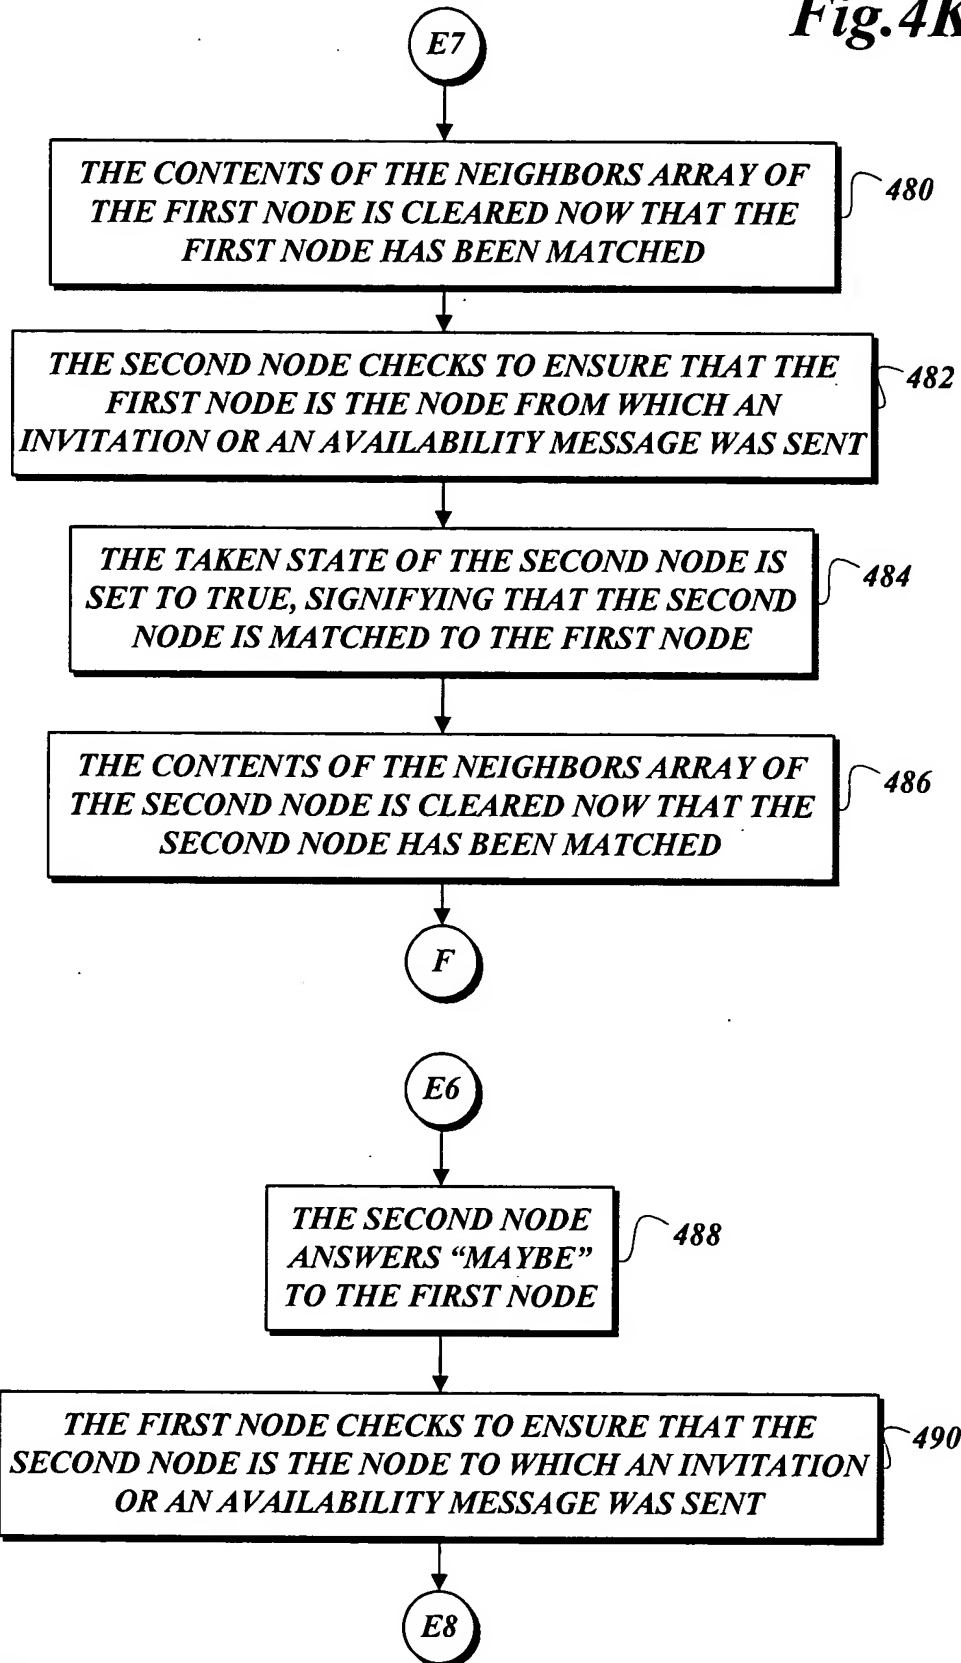 Fig.4K
E7
THE CONTENTS OF THE NEIGHBORS ARRAY OF
THE FIRST NODE IS CLEARED NOW THAT THE
FIRST NODE HAS BEEN MATCHED
480
THE SECOND NODE CHECKS TO ENSURE THAT THE
FIRST NODE IS THE NODE FROM WHICH AN
INVITATION OR AN AVAILABILITY MESSAGE WAS SENT
482
THE TAKEN STATE OF THE SECOND NODE IS
SET TO TRUE, SIGNIFYING THAT THE SECOND
NODE IS MATCHED TO THE FIRST NODE
484
THE CONTENTS OF THE NEIGHBORS ARRAY OF
THE SECOND NODE IS CLEARED NOW THAT THE
SECOND NODE HAS BEEN MATCHED
486
F
E6
THE SECOND NODE
ANSWERS “MAYBE”
TO THE FIRST NODE
488
THE FIRST NODE CHECKS TO ENSURE THAT THE
SECOND NODE IS THE NODE TO WHICH AN INVITATION
OR AN AVAILABILITY MESSAGE WAS SENT
490
E8